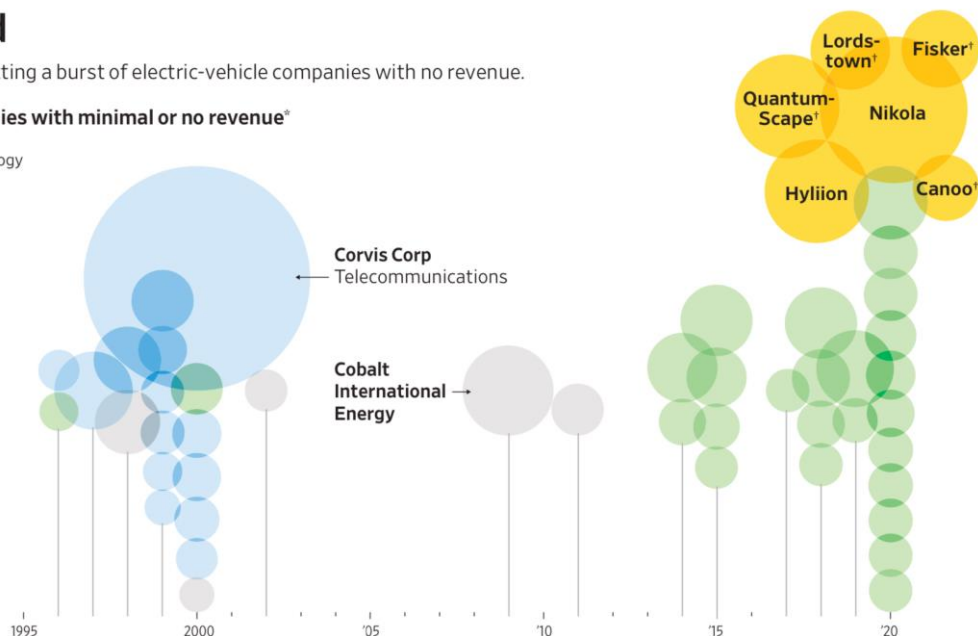 ting a burst of electric-vehicle companies with no revenue.
ies with minimal or no revenue*
ogy
Lords-
town†
Fisker†
Quantum-
Scape†
Nikola
Hyliion
Canoo†
Corvis Corp
Telecommunications
Cobalt
International
Energy
1995
2000
'05
'10
'15
'20